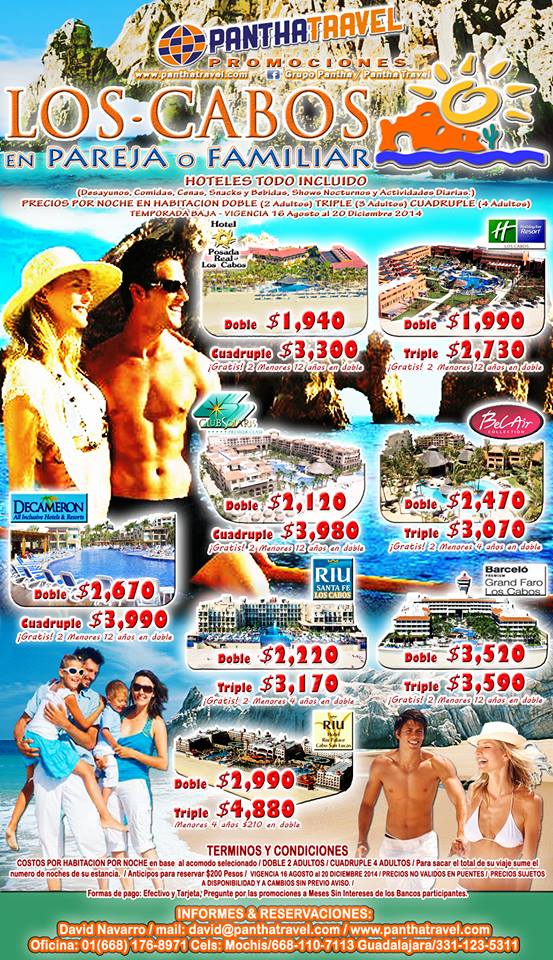 PANTHATRAVEL
PROMOCIONES
www.panthatravel.com Grupo Pantha / Pantha Travel
LOS-CABOS
EN PAREJA O FAMILIAR
HOTELES TODO INCLUIDO
(Desayunos, Comidas, Cenas, Snacks y Bebidas, Shows Nocturnos y Actividades Diarias.)
PRECIOS POR NOCHE EN HABITACION DOBLE (2 Adultos) TRIPLE (3 Adultos) CUADRUPLE (4 Adultos)
TEMPORADA BAJA - VIGENCIA 16 Agosto al 20 Diciembre 2014
Hotel
Posada
Real
Los Cabos
Doble $1,940
Cuadruple $3,300
¡Gratis! 2 Menores 12 años en doble
Holiday Inn
Resort
LOS CABOS
Doble $1,990
Triple $2,730
¡Gratis! 2 Menores 12 años en doble
CLUBSOLARIS
Doble $2,120
Cuadruple $3,980
¡Gratis! 2 Menores 12 años en doble
BelAir
COLLECTION
Doble $2,470
Triple $3,070
¡Gratis! 2 Menores 4 años en doble
DECAMERON
All Inclusive Hotels & Resorts
Doble $2,670
Cuadruple $3,990
¡Gratis! 2 Menores 12 años en doble
RIU
SANTA FE
LOS CABOS
Doble $2,220
Triple $3,170
¡Gratis! 2 Menores 4 años en doble
Barceló
PREMIUM
Grand Faro
Los Cabos
Doble $3,520
Triple $3,590
¡Gratis! 2 Menores 12 años en doble
RIU
Hotel
Riu Palace
Cabo San Lucas
Doble $2,990
Triple $4,880
Menores 4 años $210 en doble
TERMINOS Y CONDICIONES
COSTOS POR HABITACION POR NOCHE en base al acomodo selecionado / DOBLE 2 ADULTOS / CUADRUPLE 4 ADULTOS / Para sacar el total de su viaje sume el
numero de noches de su estancia. / Anticipos para reservar $200 Pesos / VIGENCIA 16 AGOSTO al 20 DICIEMBRE 2014 / PRECIOS NO VALIDOS EN PUENTES / PRECIOS SUJETOS
A DISPONIBILIDAD Y A CAMBIOS SIN PREVIO AVISO. /
Formas de pago: Efectivo y Tarjeta, Pregunte por las promociones a Meses Sin Intereses de los Bancos participantes.
INFORMES & RESERVACIONES:
David Navarro / mail: david@panthatravel.com / www.panthatravel.com
Oficina: 01(668) 176-8971 Cels: Mochis/668-110-7113 Guadalajara/331-123-5311